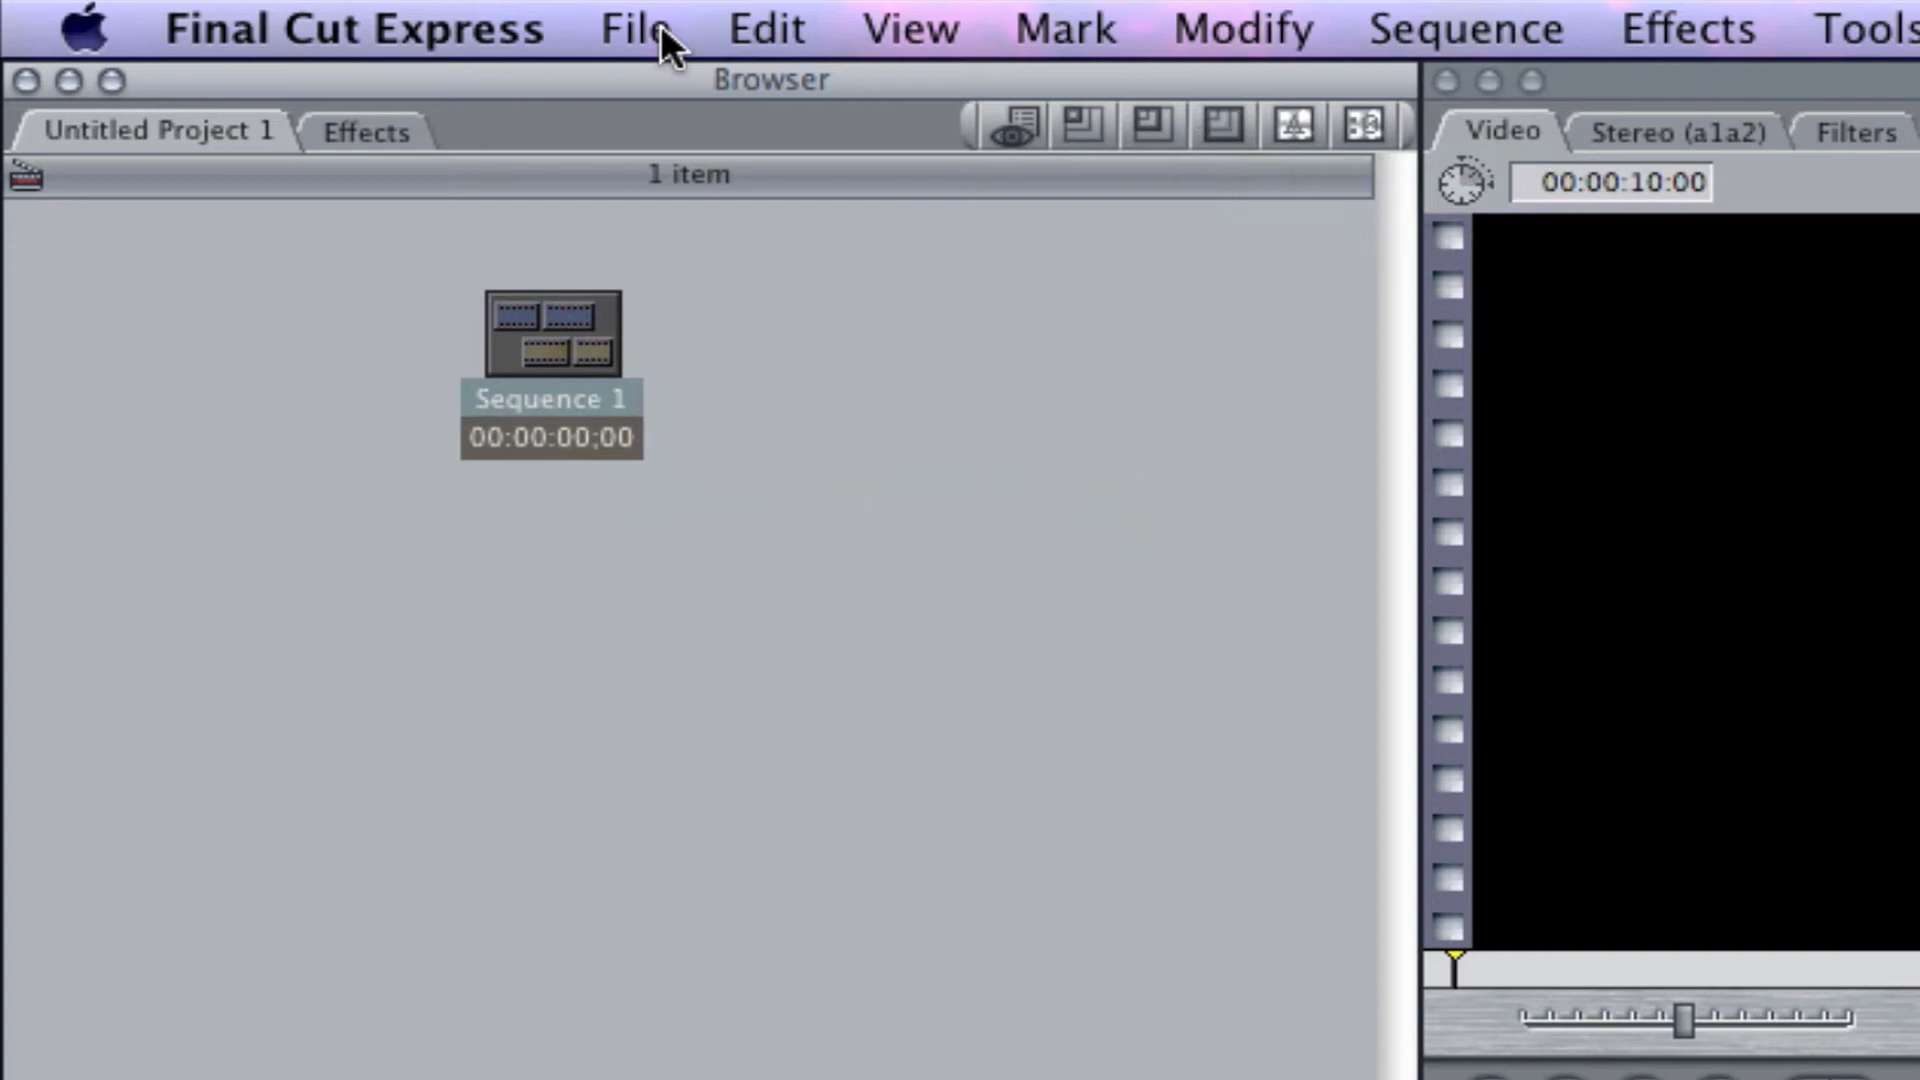 Final Cut Express File Edit View Mark Modify Sequence Effects Tools
Browser
Untitled Project 1 Effects
Video Stereo (a1a2) Filters
1 item
00:00:10:00
Sequence 1
00:00:00;00